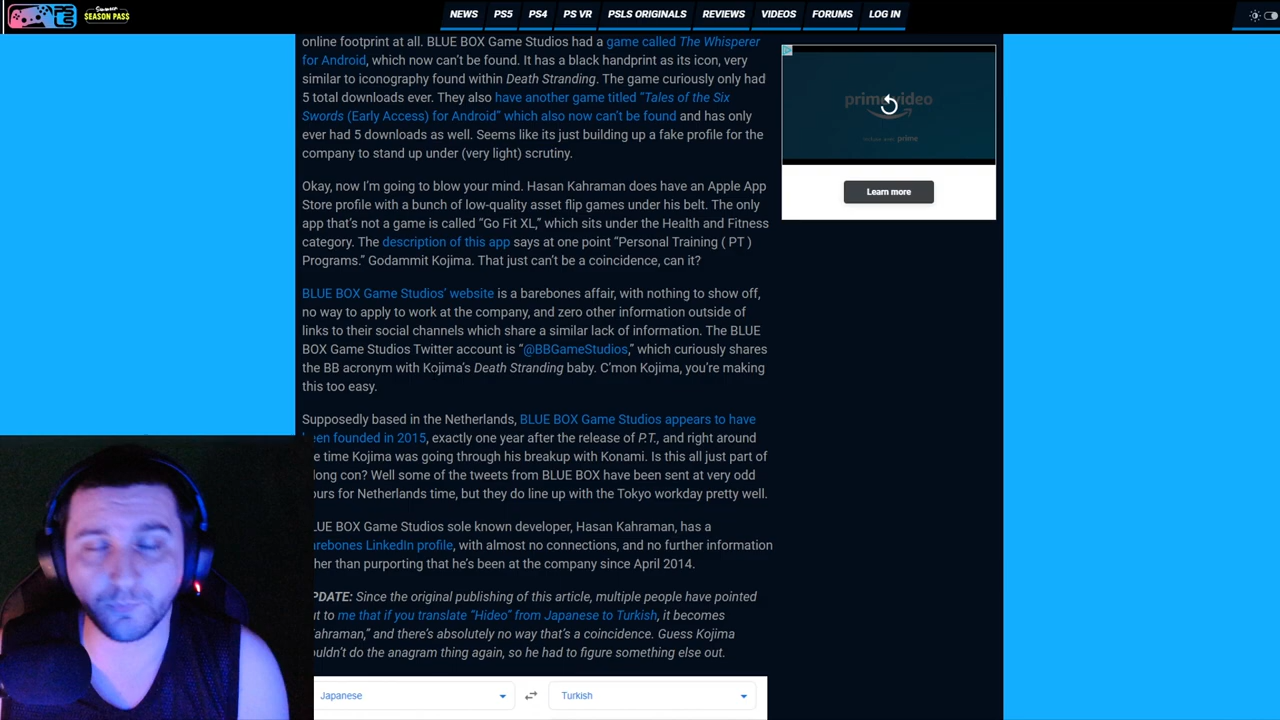 Summer
SEASON PASS
NEWS PS5 PS4 PS VR PSLS ORIGINALS REVIEWS VIDEOS FORUMS LOG IN
online footprint at all. BLUE BOX Game Studios had a game called The Whisperer
for Android, which now can't be found. It has a black handprint as its icon, very
similar to iconography found within Death Stranding. The game curiously only had
5 total downloads ever. They also have another game titled “Tales of the Six
Swords (Early Access) for Android” which also now can't be found and has only
ever had 5 downloads as well. Seems like its just building up a fake profile for the
company to stand up under (very light) scrutiny.
Okay, now I'm going to blow your mind. Hasan Kahraman does have an Apple App
Store profile with a bunch of low-quality asset flip games under his belt. The only
app that's not a game is called “Go Fit XL,” which sits under the Health and Fitness
category. The description of this app says at one point “Personal Training ( PT )
Programs.” Godammit Kojima. That just can't be a coincidence, can it?
BLUE BOX Game Studios' website is a barebones affair, with nothing to show off,
no way to apply to work at the company, and zero other information outside of
links to their social channels which share a similar lack of information. The BLUE
BOX Game Studios Twitter account is “@BBGameStudios,” which curiously shares
the BB acronym with Kojima's Death Stranding baby. C'mon Kojima, you're making
this too easy.
Supposedly based in the Netherlands, BLUE BOX Game Studios appears to have
een founded in 2015, exactly one year after the release of P.T., and right around
e time Kojima was going through his breakup with Konami. Is this all just part of
long con? Well some of the tweets from BLUE BOX have been sent at very odd
ours for Netherlands time, but they do line up with the Tokyo workday pretty well.
LUE BOX Game Studios sole known developer, Hasan Kahraman, has a
arebones LinkedIn profile, with almost no connections, and no further information
her than purporting that he's been at the company since April 2014.
PDATE: Since the original publishing of this article, multiple people have pointed
ut to me that if you translate “Hideo” from Japanese to Turkish, it becomes
ahraman,” and there's absolutely no way that's a coincidence. Guess Kojima
ouldn't do the anagram thing again, so he had to figure something else out.
Japanese Turkish
prime video
include with prime
Learn more